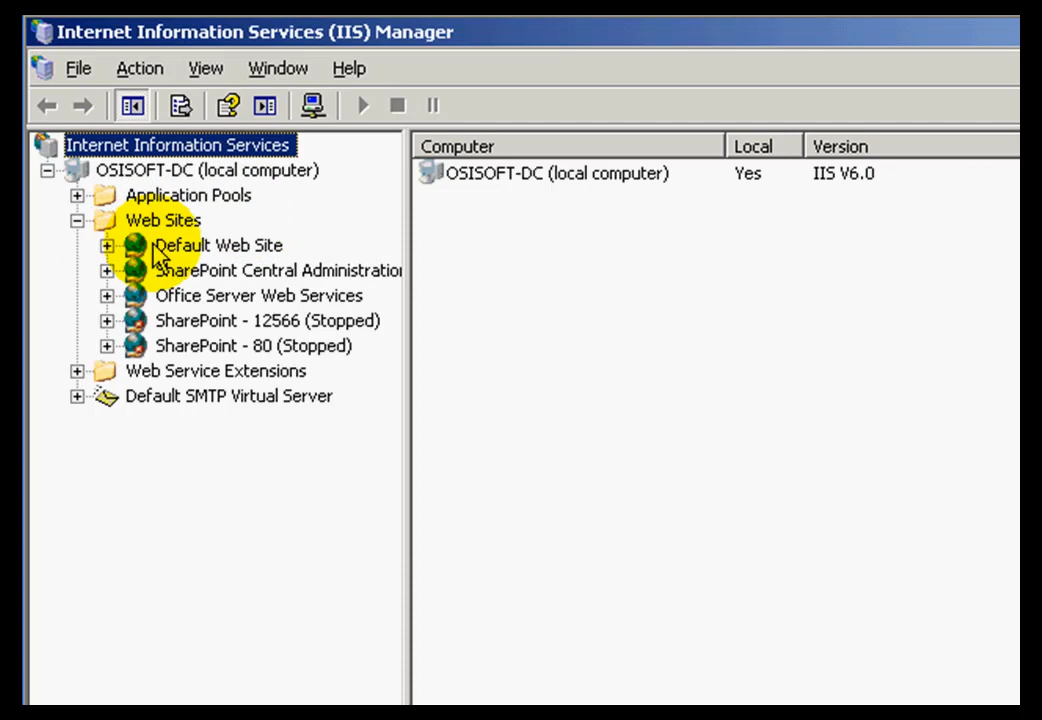 Internet Information Services (IIS) Manager
File Action View Window Help
Internet Information Services
OSISOFT-DC (local computer)
Application Pools
Web Sites
Default Web Site
SharePoint Central Administration
Office Server Web Services
SharePoint - 12566 (Stopped)
SharePoint - 80 (Stopped)
Web Service Extensions
Default SMTP Virtual Server
Computer Local Version
OSISOFT-DC (local computer) Yes IIS V6.0